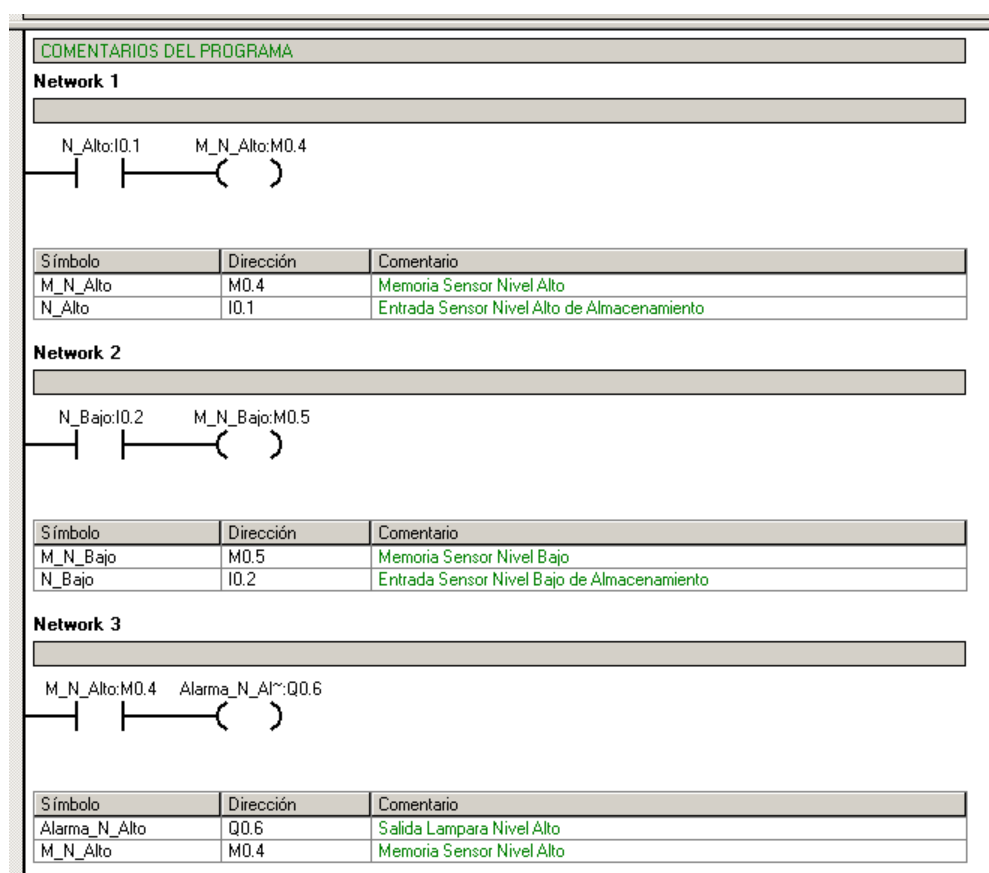 COMENTARIOS DEL PROGRAMA
Network 1
N_Alto:I0.1 M_N_Alto:M0.4
Símbolo Dirección Comentario
M_N_Alto M0.4 Memoria Sensor Nivel Alto
N_Alto I0.1 Entrada Sensor Nivel Alto de Almacenamiento
Network 2
N_Bajo:I0.2 M_N_Bajo:M0.5
Símbolo Dirección Comentario
M_N_Bajo M0.5 Memoria Sensor Nivel Bajo
N_Bajo I0.2 Entrada Sensor Nivel Bajo de Almacenamiento
Network 3
M_N_Alto:M0.4 Alarma_N_Al~:Q0.6
Símbolo Dirección Comentario
Alarma_N_Alto Q0.6 Salida Lampara Nivel Alto
M_N_Alto M0.4 Memoria Sensor Nivel Alto